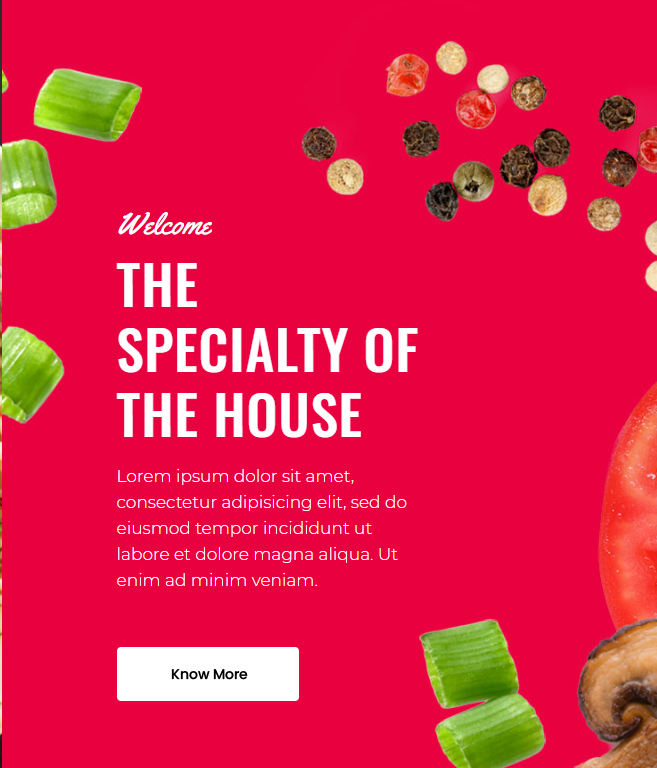 Welcome
THE
SPECIALTY OF
THE HOUSE
Lorem ipsum dolor sit amet,
consectetur adipisicing elit, sed do
eiusmod tempor incididunt ut
labore et dolore magna aliqua. Ut
enim ad minim veniam.
Know More